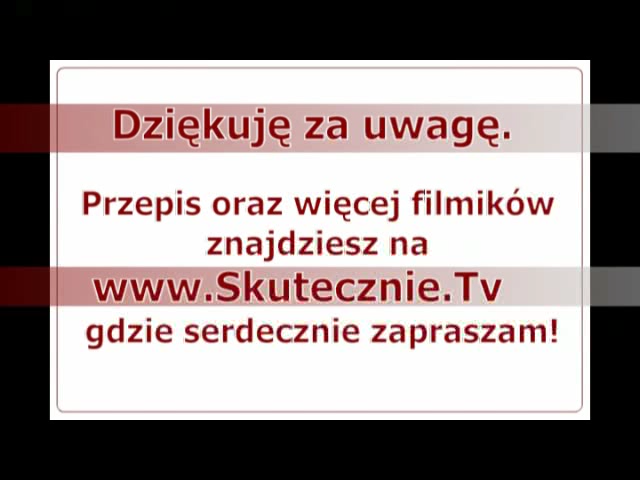 Dziękuję za uwagę.
Przepis oraz więcej filmików
znajdziesz na
www.Skutecznie.Tv
gdzie serdecznie zapraszam!